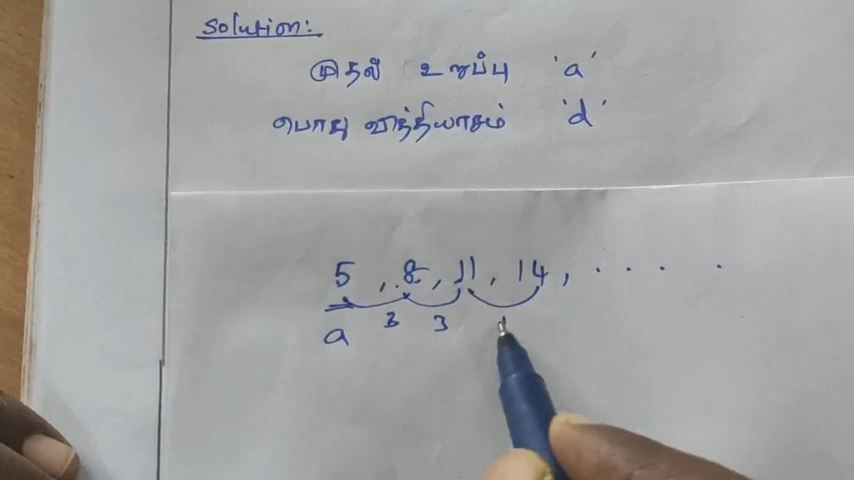 Solution:
முதல் உறுப்பு 'a'
பொது வித்தியாசம் 'd'
5, 8, 11, 14, . . . .
3 3
a